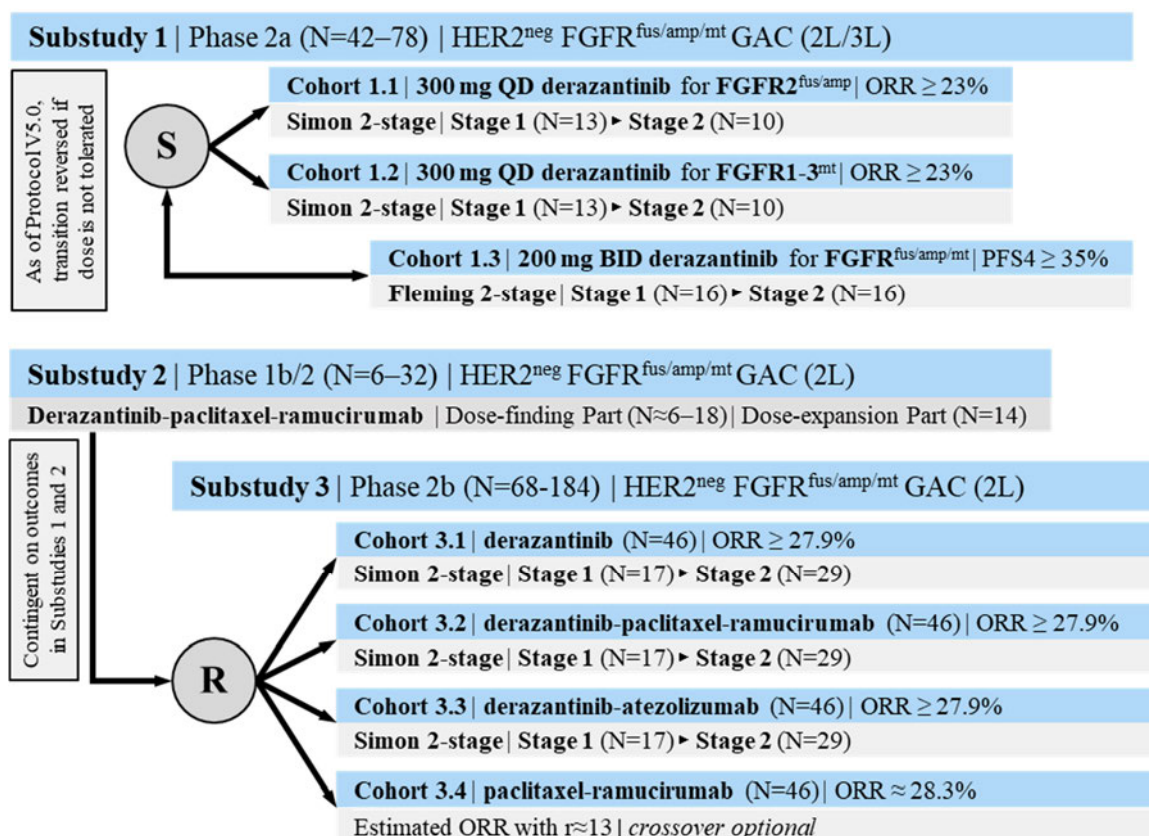 Substudy 1 | Phase 2a (N=42–78) | HER2neg FGFRfus/amp/mt GAC (2L/3L)
As of Protocol V5.0,
transition reversed if
dose is not tolerated
S
Cohort 1.1 | 300 mg QD derazantinib for FGFR2fus/amp | ORR ≥ 23%
Simon 2-stage | Stage 1 (N=13) ▸ Stage 2 (N=10)
Cohort 1.2 | 300 mg QD derazantinib for FGFR1-3mt | ORR ≥ 23%
Simon 2-stage | Stage 1 (N=13) ▸ Stage 2 (N=10)
Cohort 1.3 | 200 mg BID derazantinib for FGFRfus/amp/mt | PFS4 ≥ 35%
Fleming 2-stage | Stage 1 (N=16) ▸ Stage 2 (N=16)
Substudy 2 | Phase 1b/2 (N=6–32) | HER2neg FGFRfus/amp/mt GAC (2L)
Derazantinib-paclitaxel-ramucirumab | Dose-finding Part (N≈6–18) | Dose-expansion Part (N=14)
Contingent on outcomes
in Substudies 1 and 2
Substudy 3 | Phase 2b (N=68-184) | HER2neg FGFRfus/amp/mt GAC (2L)
R
Cohort 3.1 | derazantinib (N=46) | ORR ≥ 27.9%
Simon 2-stage | Stage 1 (N=17) ▸ Stage 2 (N=29)
Cohort 3.2 | derazantinib-paclitaxel-ramucirumab (N=46) | ORR ≥ 27.9%
Simon 2-stage | Stage 1 (N=17) ▸ Stage 2 (N=29)
Cohort 3.3 | derazantinib-atezolizumab (N=46) | ORR ≥ 27.9%
Simon 2-stage | Stage 1 (N=17) ▸ Stage 2 (N=29)
Cohort 3.4 | paclitaxel-ramucirumab (N=46) | ORR ≈ 28.3%
Estimated ORR with r≈13 | crossover optional